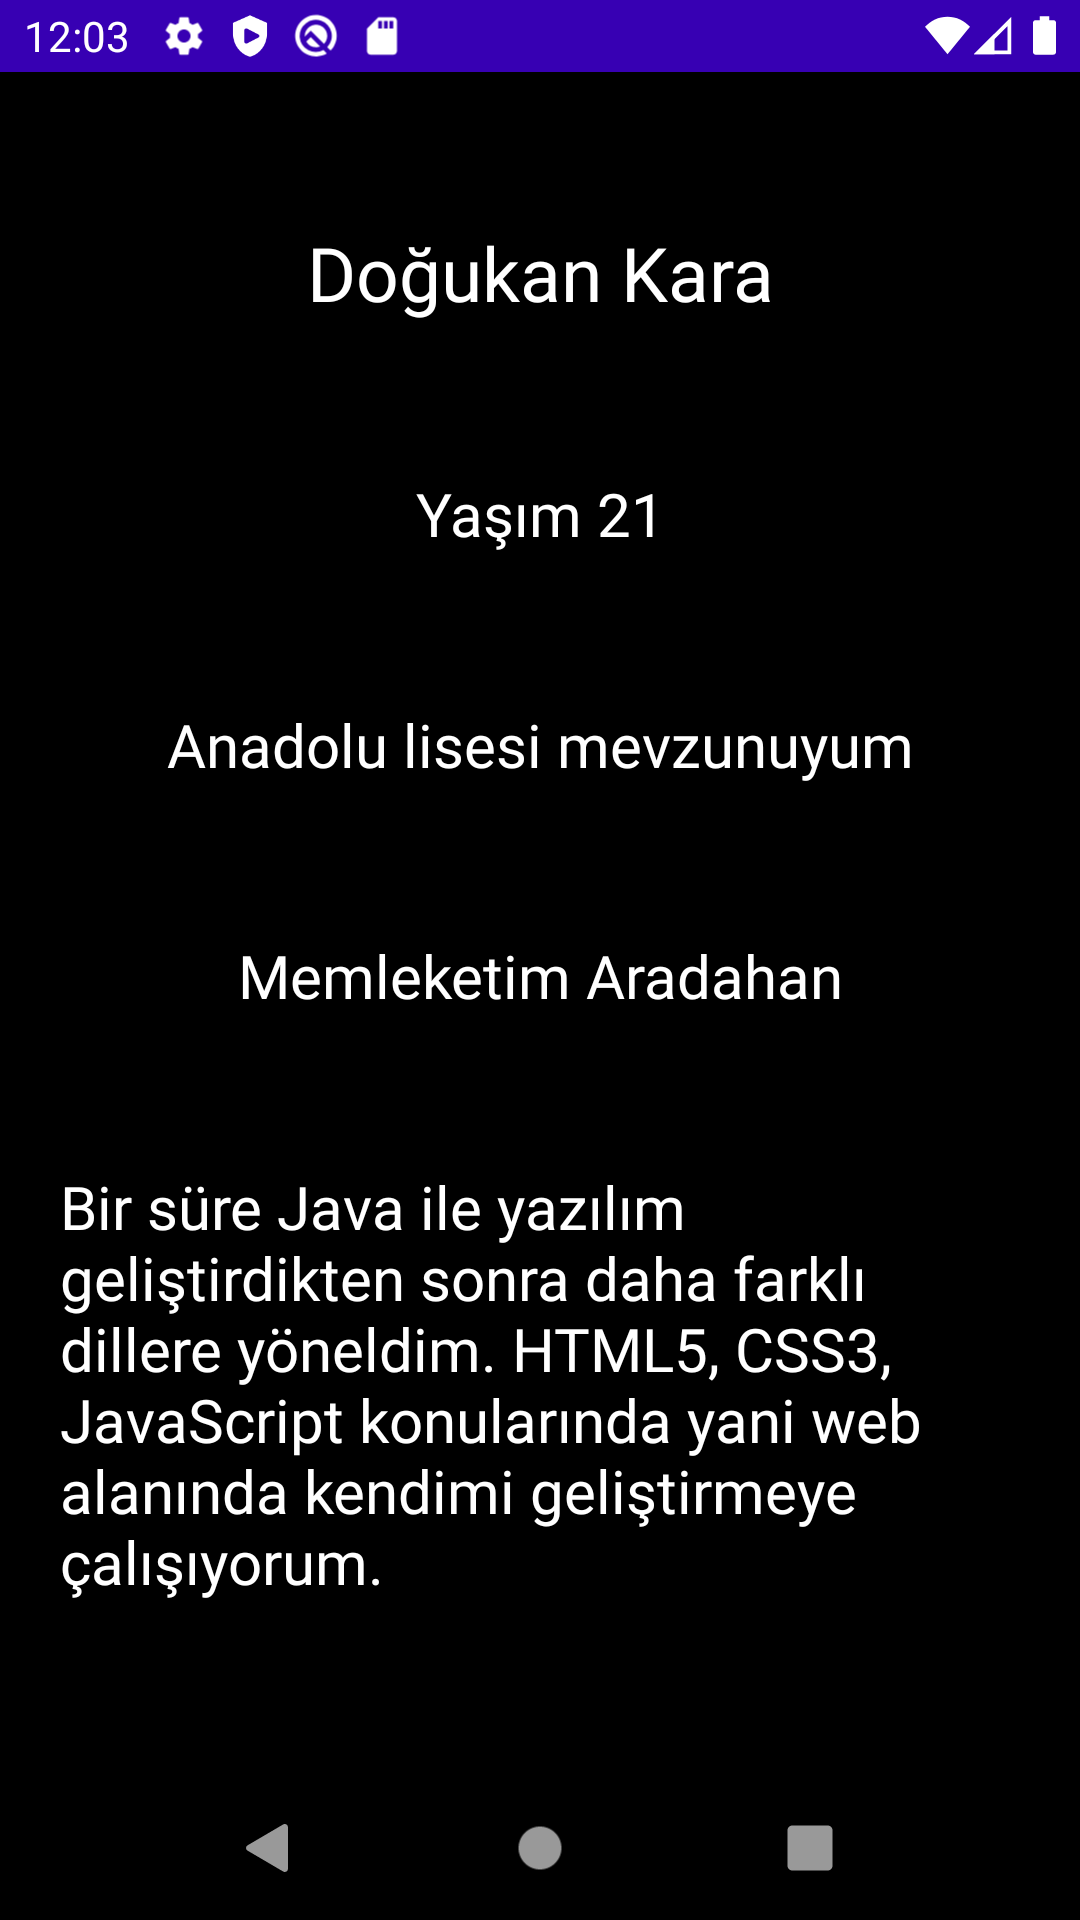 12:03
Doğukan Kara
Yaşım 21
Anadolu lisesi mevzunuyum
Memleketim Aradahan
Bir süre Java ile yazılım
geliştirdikten sonra daha farklı
dillere yöneldim. HTML5, CSS3,
JavaScript konularında yani web
alanında kendimi geliştirmeye
çalışıyorum.